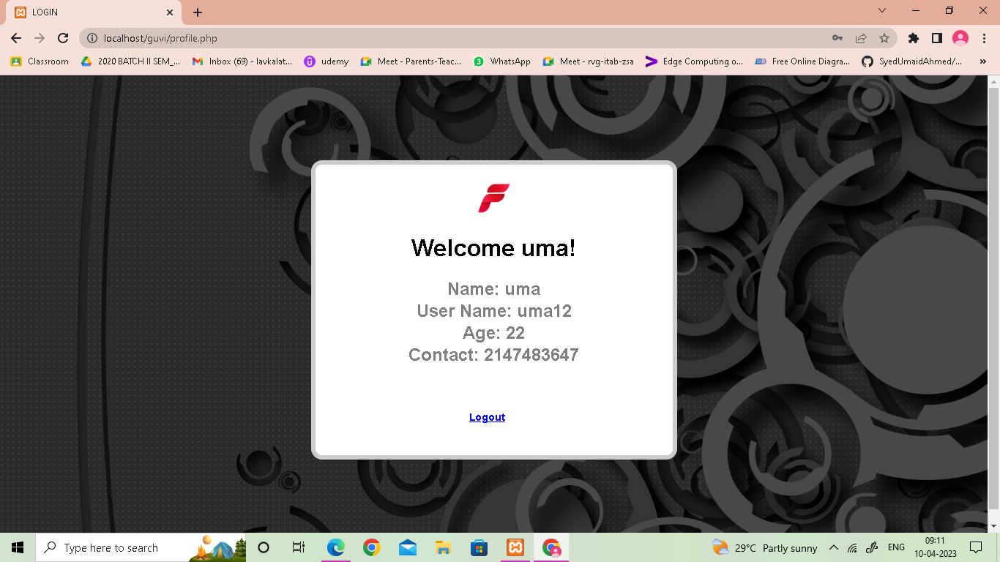 LOGIN
localhost/guvi/profile.php
Classroom 2020 BATCH II SEM_... Inbox (69) - lavkalat... udemy Meet - Parents-Teac... 3 WhatsApp Meet - rvg-itab-zsa Edge Computing o... Free Online Diagra... SyedUmaidAhmed/... »
Welcome uma!
Name: uma
User Name: uma12
Age: 22
Contact: 2147483647
Logout
Type here to search
29°C Partly sunny
ENG
09:11
10-04-2023